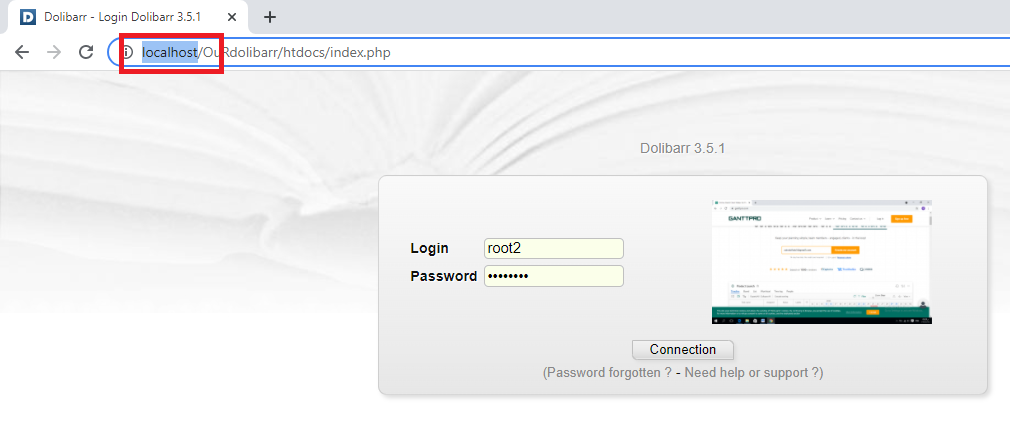 Dolibarr - Login Dolibarr 3.5.1
localhost/OuRdolibarr/htdocs/index.php
Dolibarr 3.5.1
Login root2
Password ••••••••
GANTTPRO
Connection
(Password forgotten ? - Need help or support ?)